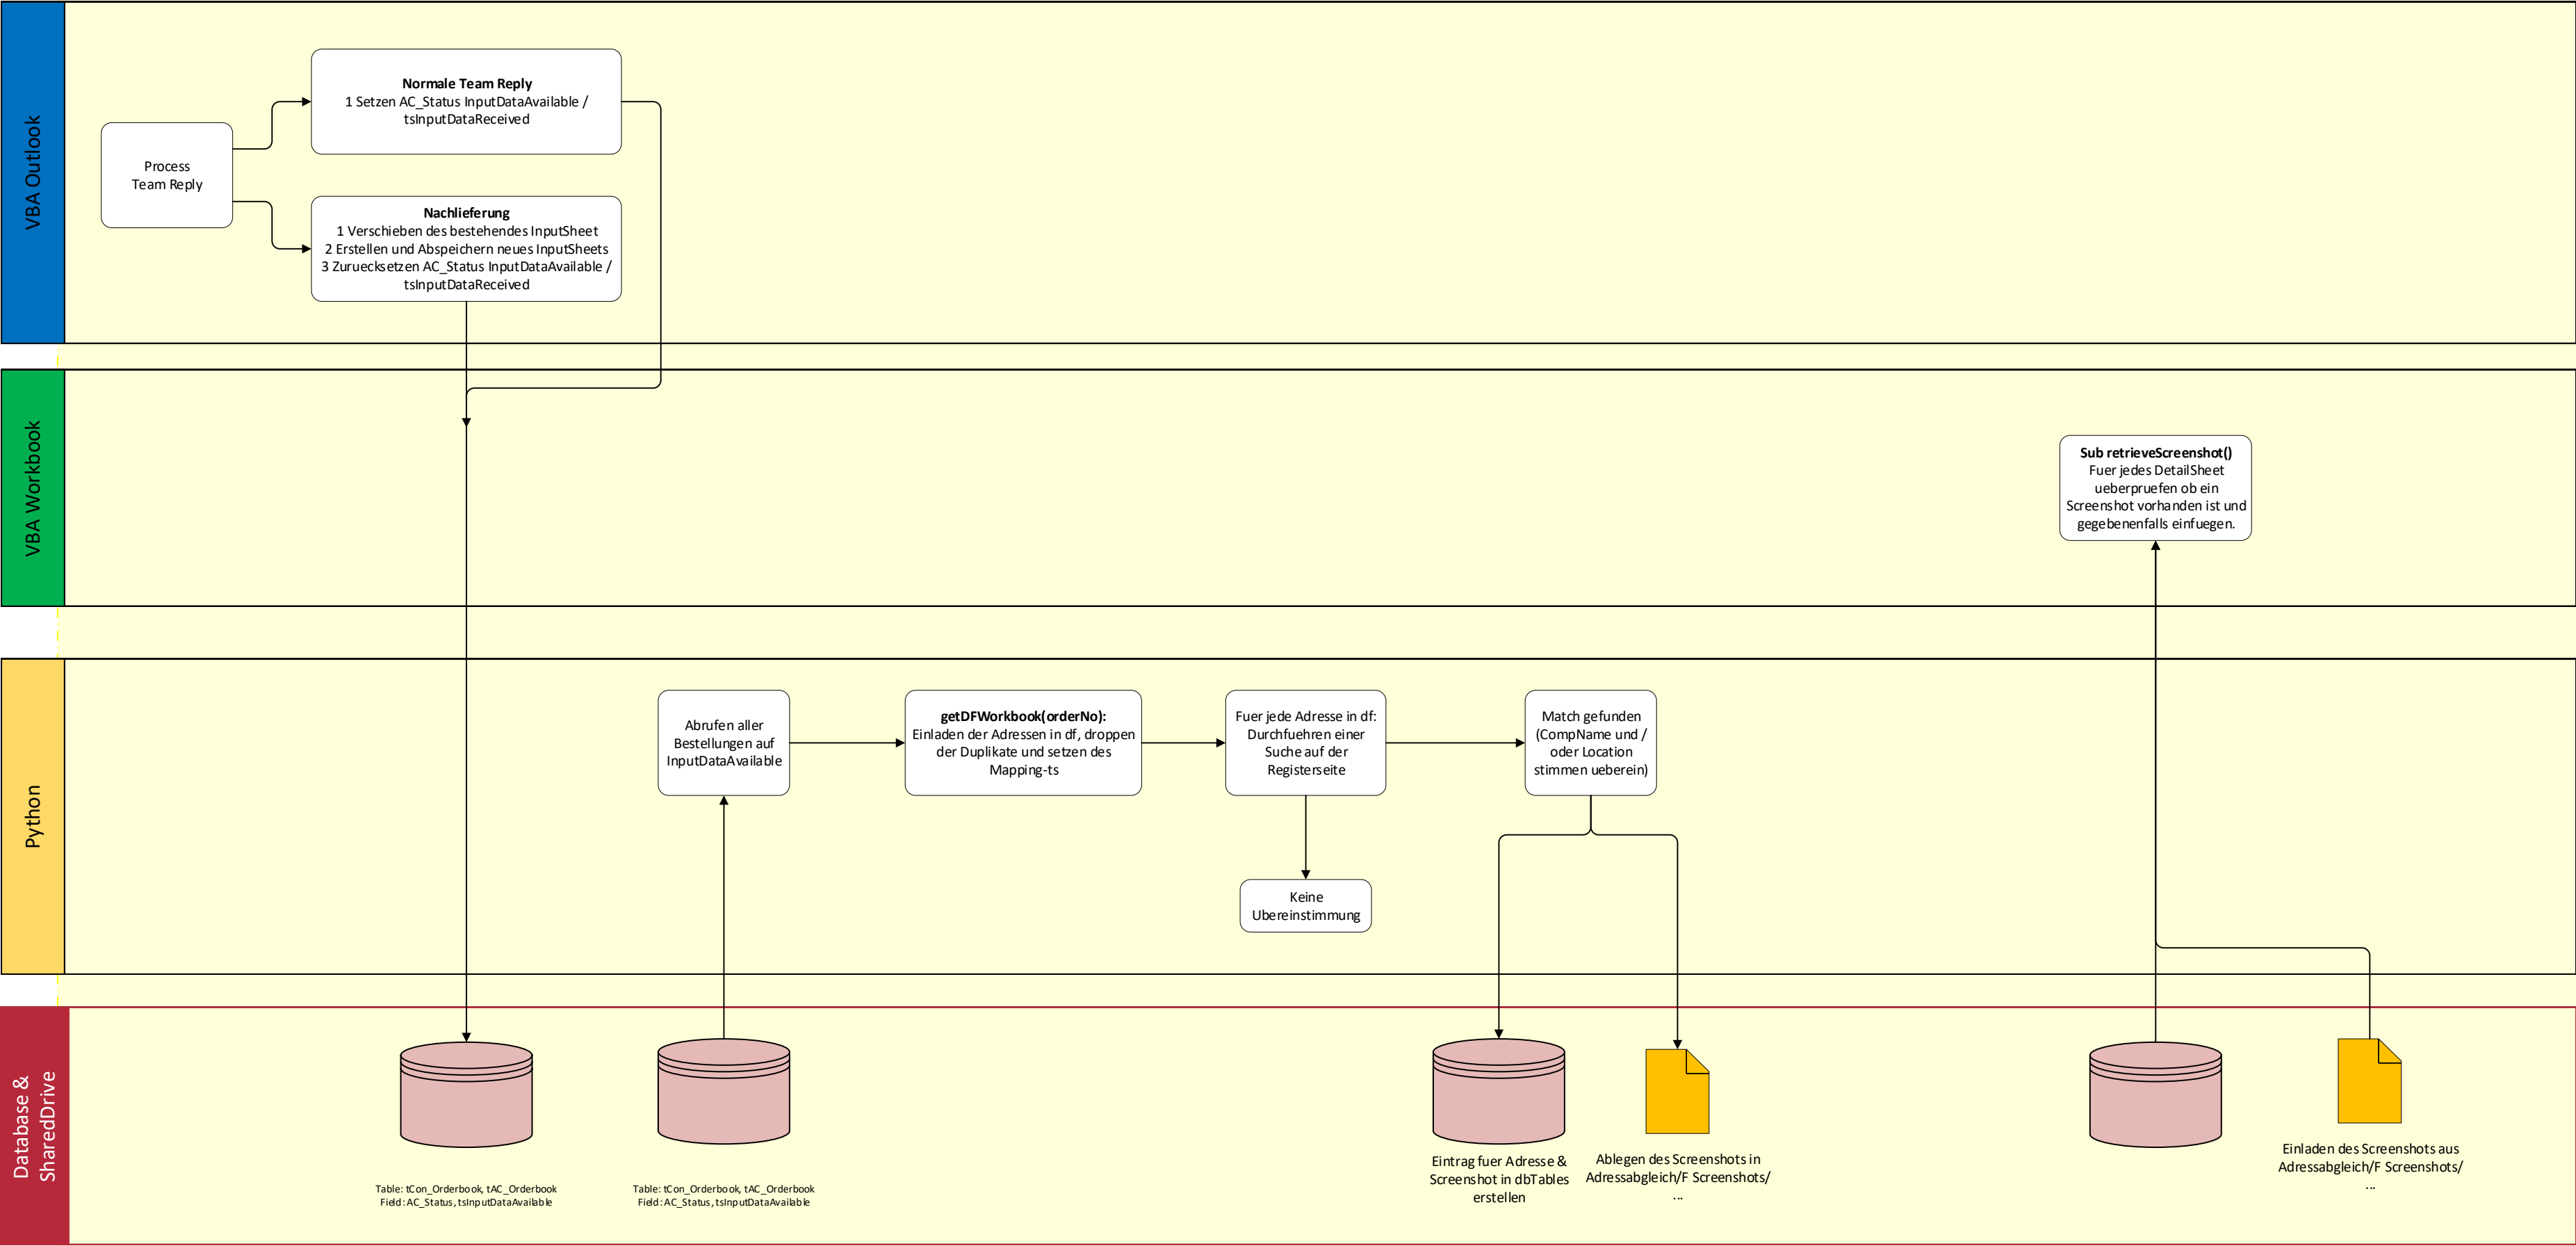 VBA Outlook
Process
Team Reply
Normale Team Reply
1 Setzen AC_Status InputDataAvailable /
tsInputDataReceived
Nachlieferung
1 Verschieben des bestehendes InputSheet
2 Erstellen und Abspeichern neues InputSheets
3 Zuruecksetzen AC_Status InputDataAvailable /
tsInputDataReceived
VBA Workbook
Sub retrieveScreenshot()
Fuer jedes DetailSheet
ueberpruefen ob ein
Screenshot vorhanden ist und
gegebenenfalls einfuegen.
Python
Abrufen aller
Bestellungen auf
InputDataAvailable
getDFWorkbook(orderNo):
Einladen der Adressen in df, droppen
der Duplikate und setzen des
Mapping-ts
Fuer jede Adresse in df:
Durchfuehren einer
Suche auf der
Registerseite
Match gefunden
(CompName und /
oder Location
stimmen ueberein)
Keine
Ubereinstimmung
Database &
SharedDrive
Table: tCon_Orderbook, tAC_Orderbook
Field: AC_Status, tsInputDataAvailable
Table: tCon_Orderbook, tAC_Orderbook
Field: AC_Status, tsInputDataAvailable
Eintrag fuer Adresse &
Screenshot in dbTables
erstellen
Ablegen des Screenshots in
Adressabgleich/F Screenshots/
...
Einladen des Screenshots aus
Adressabgleich/F Screenshots/
...